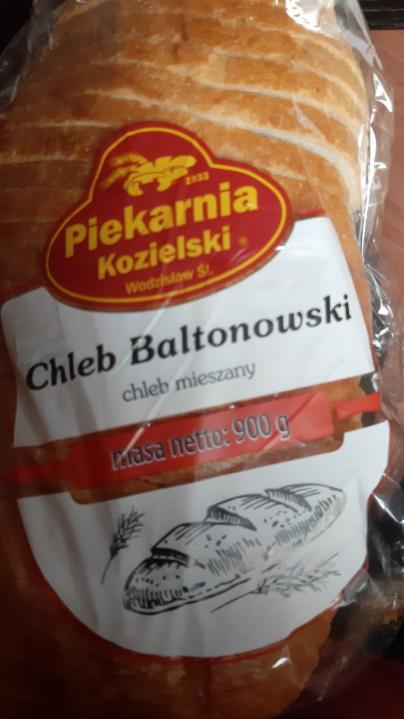 1933
Piekarnia
Kozielski
Wodzisław Śl.
Chleb Baltonowski
chleb mieszany
masa netto: 900 g